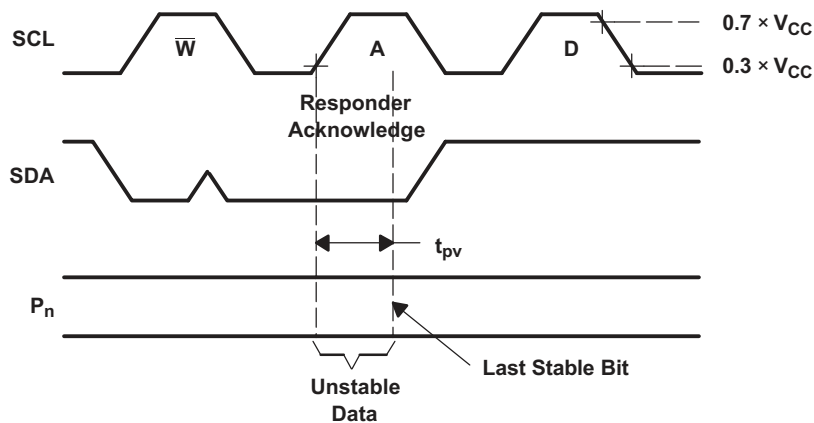 SCL
W̅
A
D
0.7 × VCC
0.3 × VCC
Responder
Acknowledge
SDA
tpv
Pn
Last Stable Bit
Unstable
Data